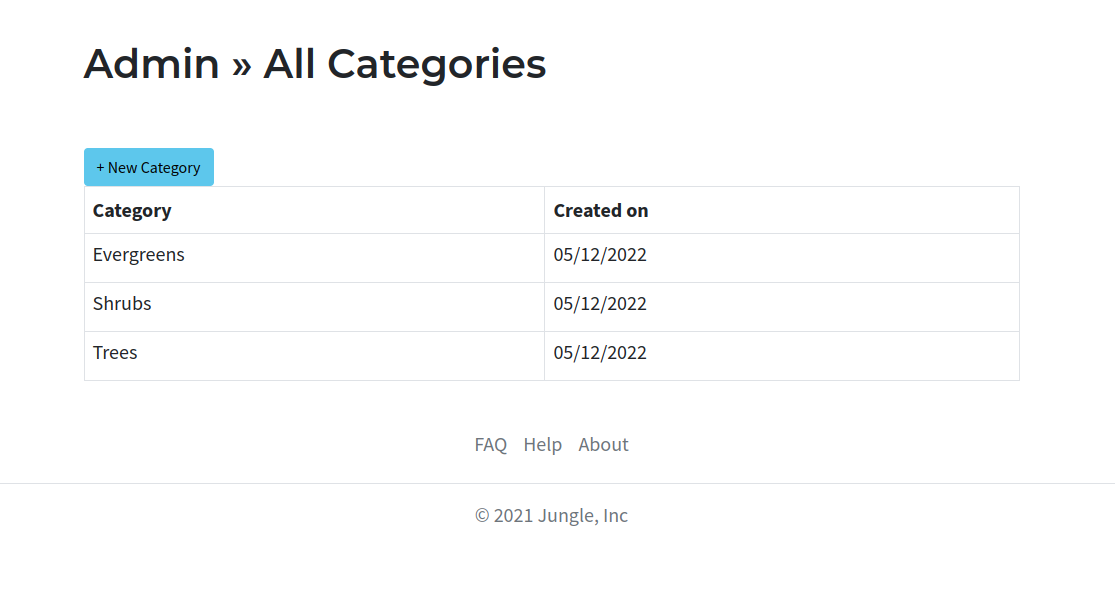 Admin » All Categories
+ New Category
Category Created on
Evergreens 05/12/2022
Shrubs 05/12/2022
Trees 05/12/2022
FAQ Help About
© 2021 Jungle, Inc